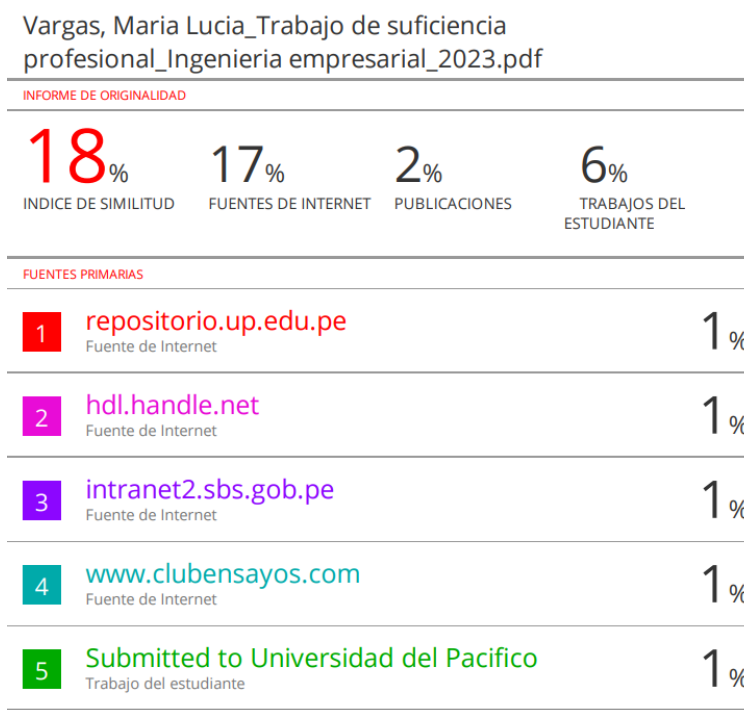 Vargas, Maria Lucia_Trabajo de suficiencia
profesional_Ingenieria empresarial_2023.pdf
INFORME DE ORIGINALIDAD
18% 17% 2% 6%
INDICE DE SIMILITUD FUENTES DE INTERNET PUBLICACIONES TRABAJOS DEL
ESTUDIANTE
FUENTES PRIMARIAS
1 repositorio.up.edu.pe 1%
Fuente de Internet
2 hdl.handle.net 1%
Fuente de Internet
3 intranet2.sbs.gob.pe 1%
Fuente de Internet
4 www.clubensayos.com 1%
Fuente de Internet
5 Submitted to Universidad del Pacifico 1%
Trabajo del estudiante